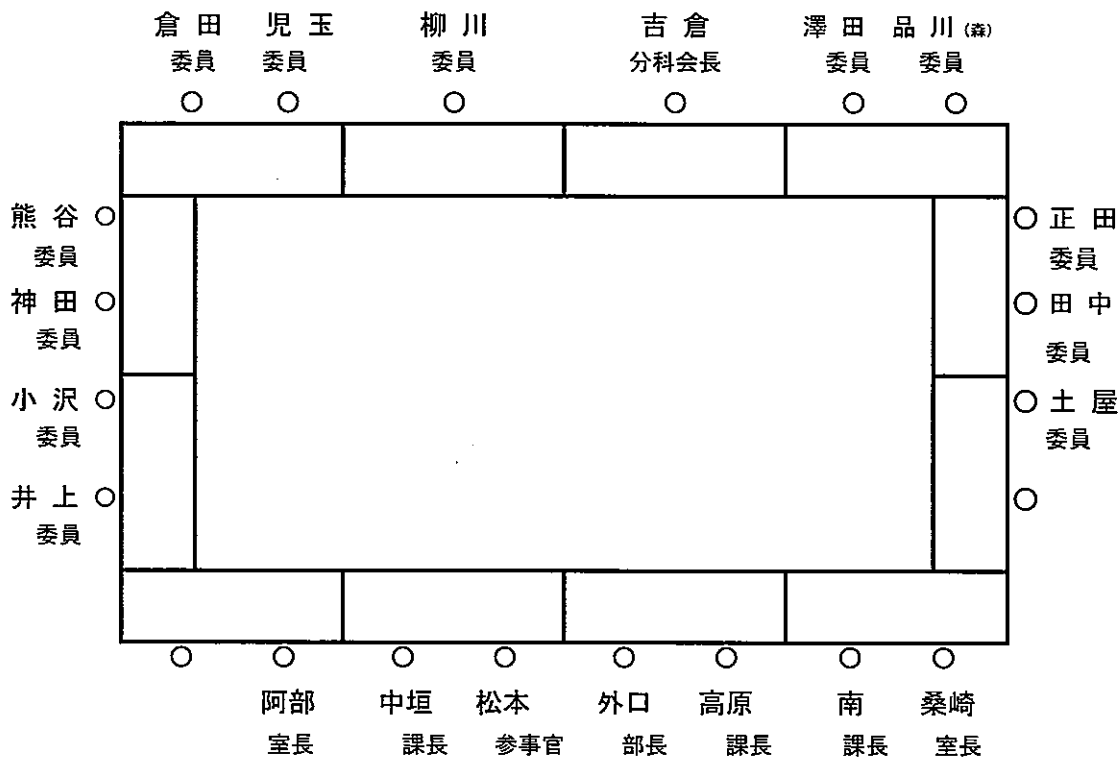 倉田 児玉 柳川 吉倉 澤田 品川(森)
委員 委員 委員 分科会長 委員 委員
熊谷 正田
委員 委員
神田 田中
委員 委員
小沢 土屋
委員 委員
井上
委員
阿部 中垣 松本 外口 高原 南 桑崎
室長 課長 参事官 部長 課長 課長 室長